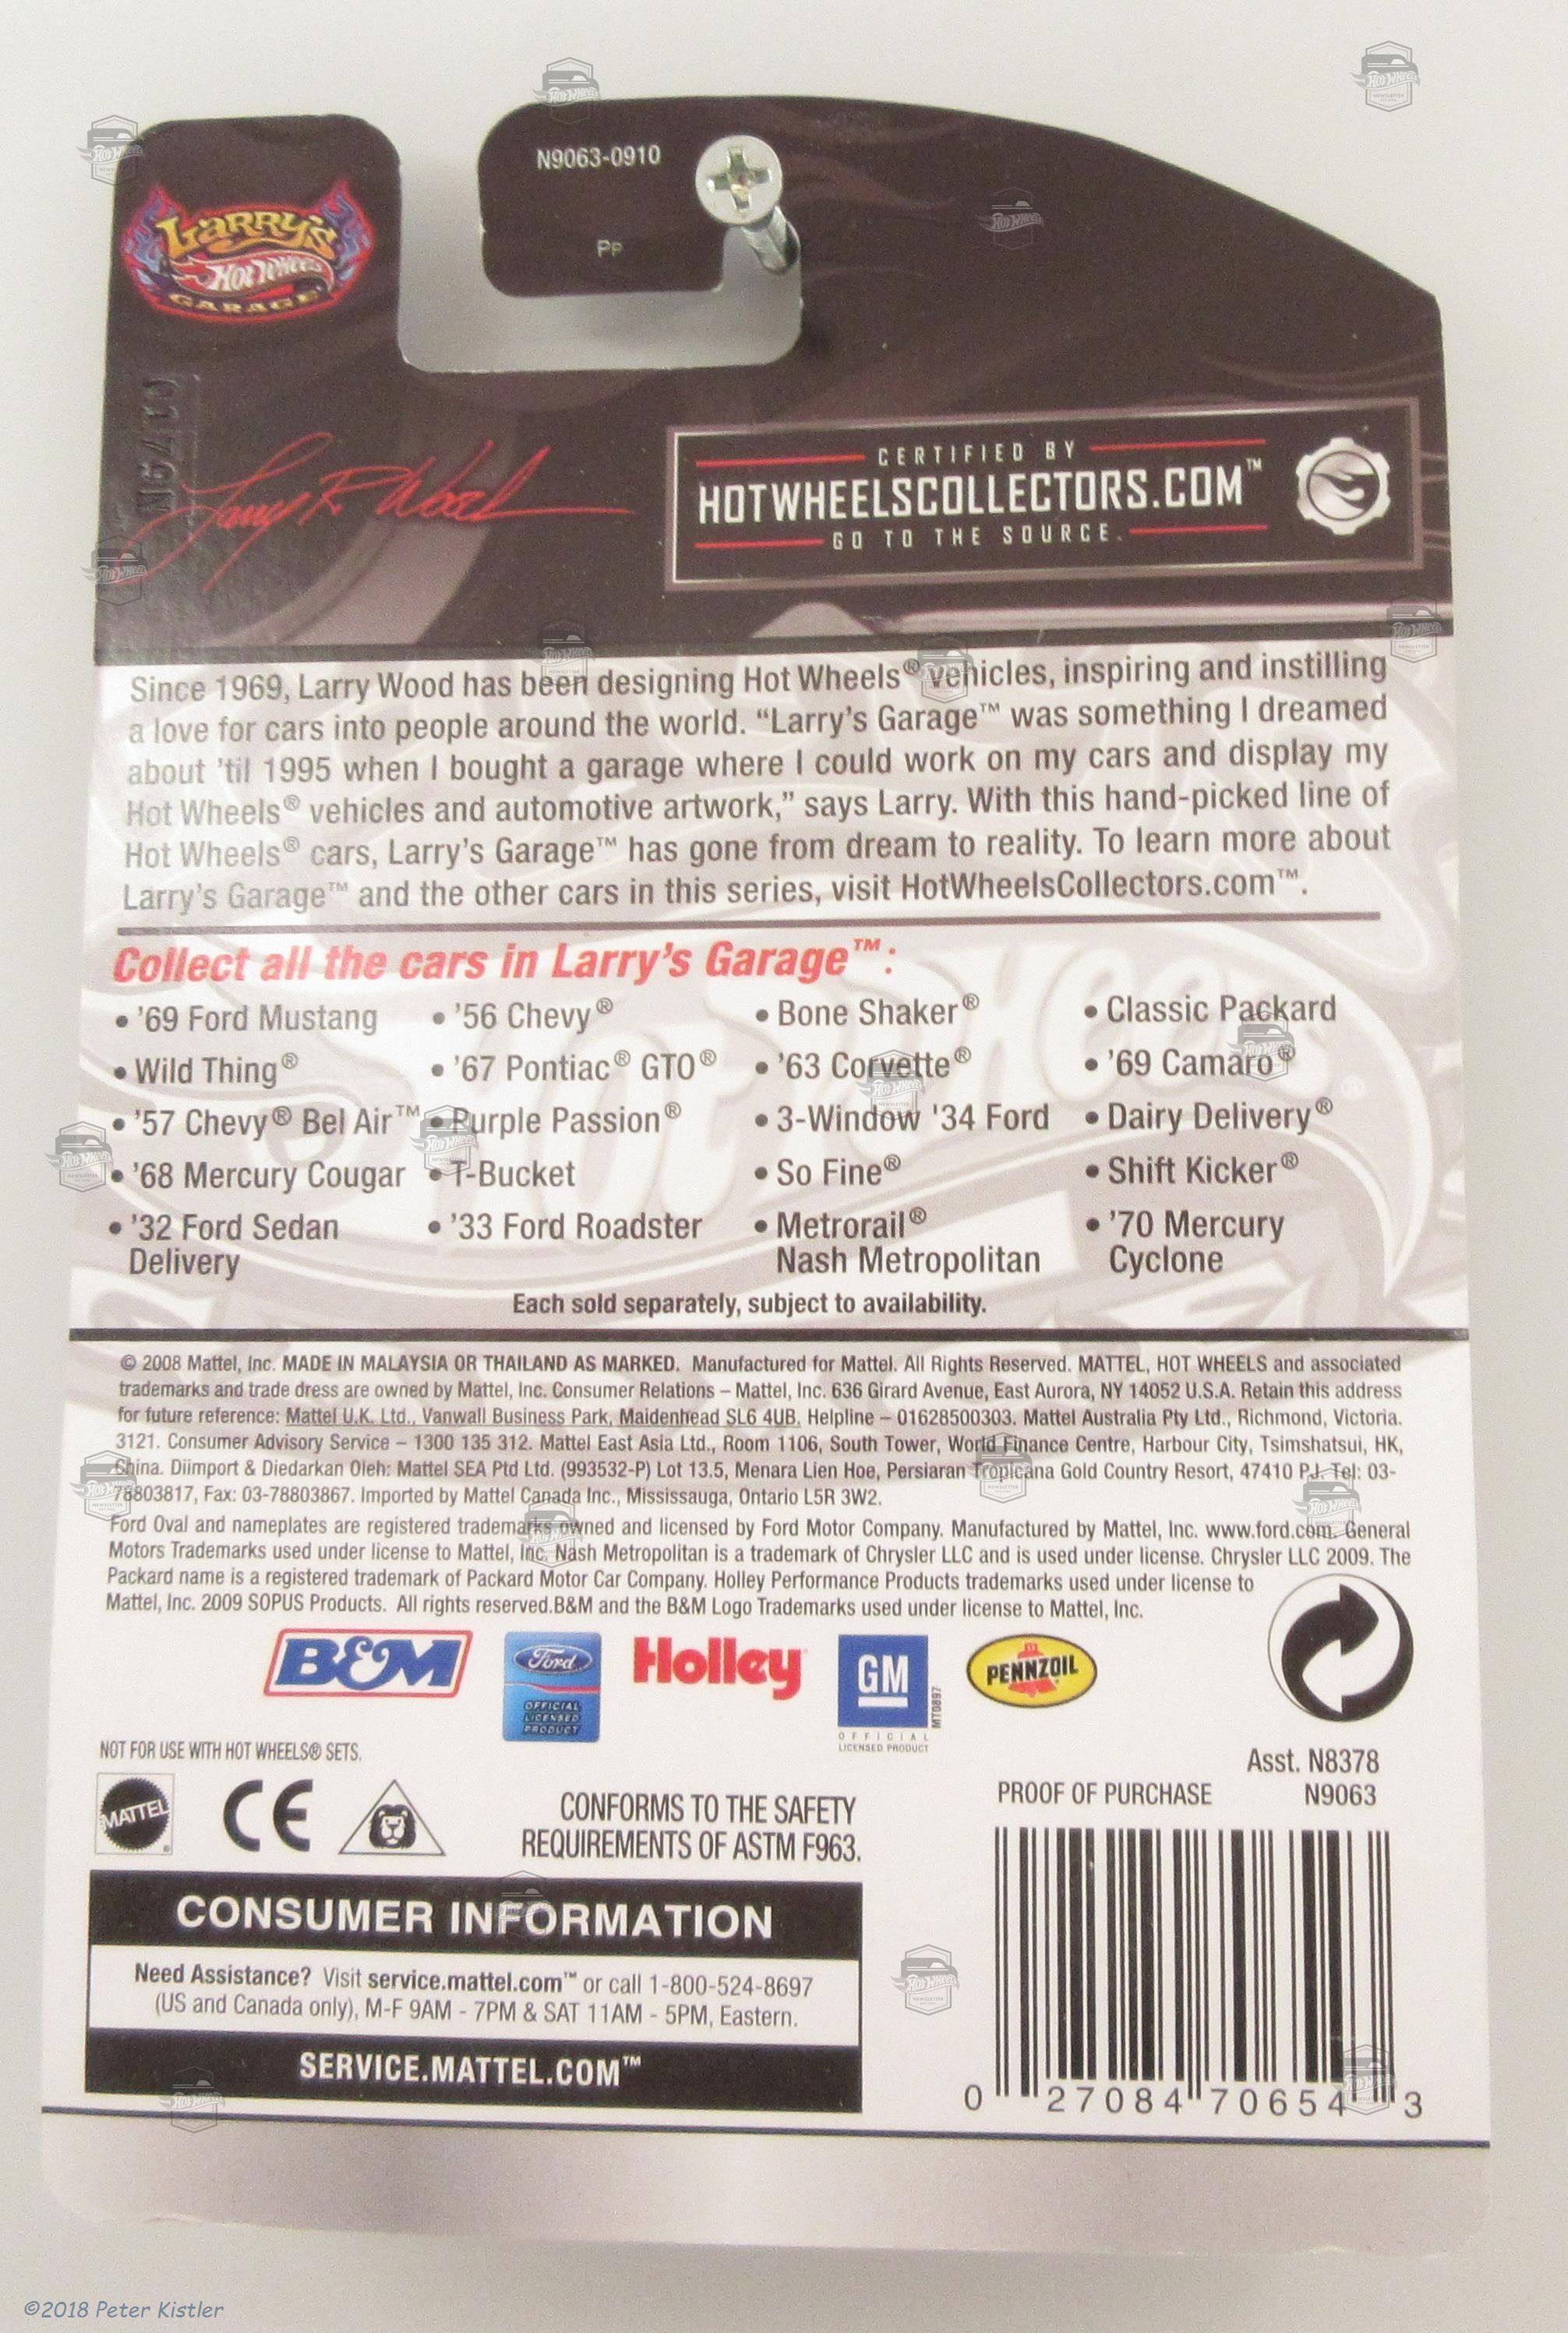 N9063-0910
PP
LARRY'S
HOT WHEELS
GARAGE
Larry R Wood
CERTIFIED BY
HOTWHEELSCOLLECTORS.COM™
GO TO THE SOURCE.
Since 1969, Larry Wood has been designing Hot Wheels® vehicles, inspiring and instilling
a love for cars into people around the world. “Larry’s Garage™ was something I dreamed
about ’til 1995 when I bought a garage where I could work on my cars and display my
Hot Wheels® vehicles and automotive artwork,” says Larry. With this hand-picked line of
Hot Wheels® cars, Larry’s Garage™ has gone from dream to reality. To learn more about
Larry’s Garage™ and the other cars in this series, visit HotWheelsCollectors.com™.
Collect all the cars in Larry’s Garage™:
• ’69 Ford Mustang
• Wild Thing®
• ’57 Chevy® Bel Air™
• ’68 Mercury Cougar
• ’32 Ford Sedan
Delivery
• ’56 Chevy®
• ’67 Pontiac® GTO®
• Purple Passion®
• T-Bucket
• ’33 Ford Roadster
• Bone Shaker®
• ’63 Corvette®
• 3-Window '34 Ford
• So Fine®
• Metrorail®
Nash Metropolitan
• Classic Packard
• ’69 Camaro®
• Dairy Delivery®
• Shift Kicker®
• ’70 Mercury
Cyclone
Each sold separately, subject to availability.
© 2008 Mattel, Inc. MADE IN MALAYSIA OR THAILAND AS MARKED. Manufactured for Mattel. All Rights Reserved. MATTEL, HOT WHEELS and associated
trademarks and trade dress are owned by Mattel, Inc. Consumer Relations – Mattel, Inc. 636 Girard Avenue, East Aurora, NY 14052 U.S.A. Retain this address
for future reference: Mattel U.K. Ltd., Vanwall Business Park, Maidenhead SL6 4UB. Helpline – 01628500303. Mattel Australia Pty Ltd., Richmond, Victoria.
3121. Consumer Advisory Service – 1300 135 312. Mattel East Asia Ltd., Room 1106, South Tower, World Finance Centre, Harbour City, Tsimshatsui, HK,
China. Diimport & Diedarkan Oleh: Mattel SEA Ptd Ltd. (993532-P) Lot 13.5, Menara Lien Hoe, Persiaran Tropicana Gold Country Resort, 47410 PJ. Tel: 03-
78803817, Fax: 03-78803867. Imported by Mattel Canada Inc., Mississauga, Ontario L5R 3W2.
Ford Oval and nameplates are registered trademarks owned and licensed by Ford Motor Company. Manufactured by Mattel, Inc. www.ford.com. General
Motors Trademarks used under license to Mattel, Inc. Nash Metropolitan is a trademark of Chrysler LLC and is used under license. Chrysler LLC 2009. The
Packard name is a registered trademark of Packard Motor Car Company. Holley Performance Products trademarks used under license to
Mattel, Inc. 2009 SOPUS Products. All rights reserved.B&M and the B&M Logo Trademarks used under license to Mattel, Inc.
B&M
Ford
OFFICIAL
LICENSED
PRODUCT
Holley
GM
OFFICIAL
LICENSED PRODUCT
MT0897
PENNZOIL
NOT FOR USE WITH HOT WHEELS® SETS.
MATTEL
CE
CONFORMS TO THE SAFETY
REQUIREMENTS OF ASTM F963.
Asst. N8378
PROOF OF PURCHASE N9063
CONSUMER INFORMATION
Need Assistance? Visit service.mattel.com™ or call 1-800-524-8697
(US and Canada only), M-F 9AM - 7PM & SAT 11AM - 5PM, Eastern.
SERVICE.MATTEL.COM™
0 27084 70654 3
©2018 Peter Kistler